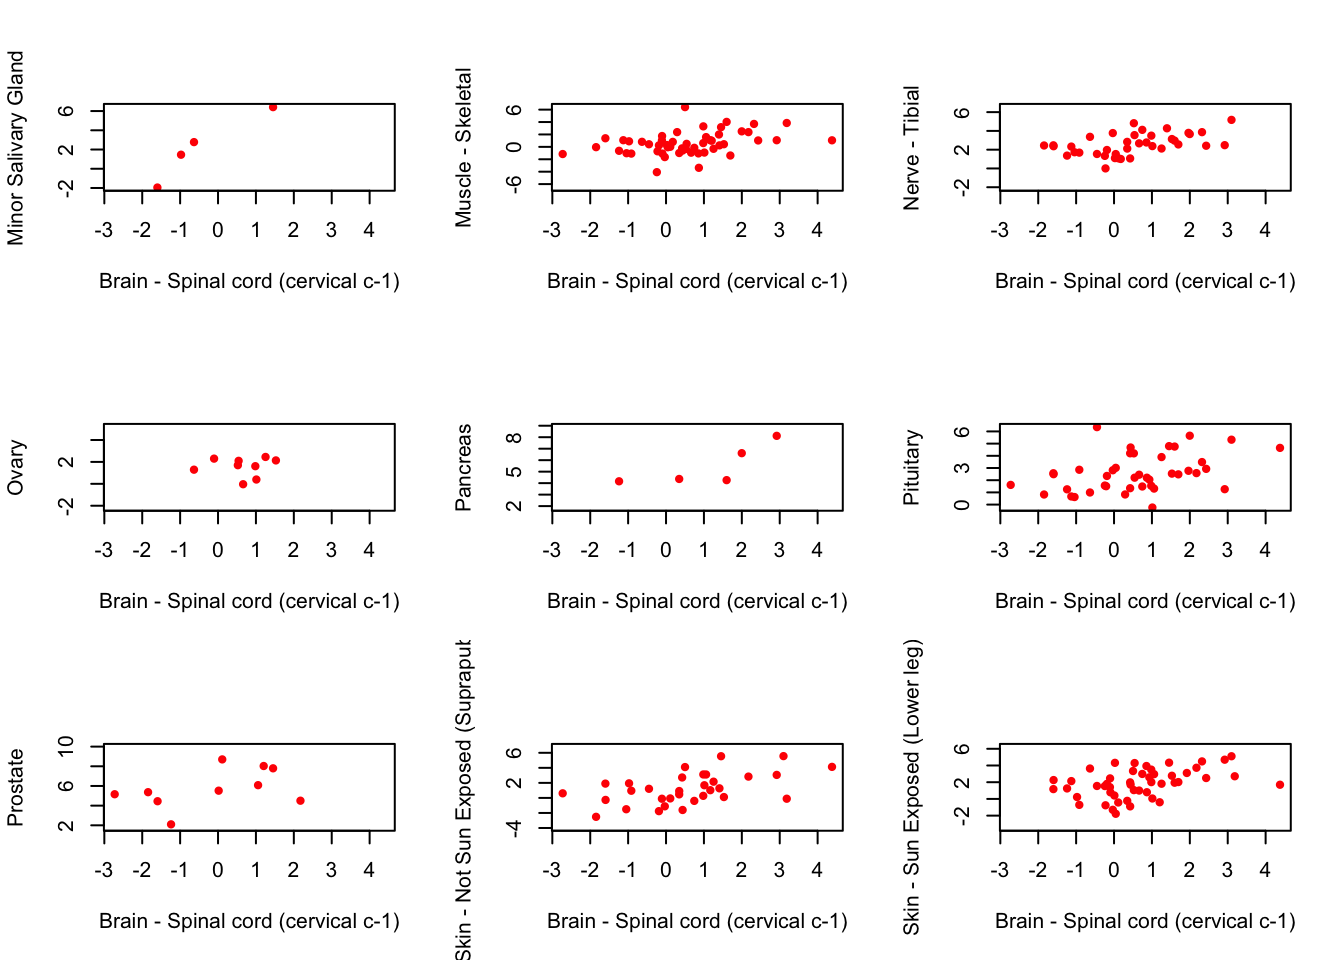 Minor Salivary Gland
6
2
-2
-3 -2 -1 0 1 2 3 4
Brain - Spinal cord (cervical c-1)
Muscle - Skeletal
6
0
-6
-3 -2 -1 0 1 2 3 4
Brain - Spinal cord (cervical c-1)
Nerve - Tibial
6
2
-2
-3 -2 -1 0 1 2 3 4
Brain - Spinal cord (cervical c-1)
Ovary
2
-2
-3 -2 -1 0 1 2 3 4
Brain - Spinal cord (cervical c-1)
Pancreas
8
5
2
-3 -2 -1 0 1 2 3 4
Brain - Spinal cord (cervical c-1)
Pituitary
6
3
0
-3 -2 -1 0 1 2 3 4
Brain - Spinal cord (cervical c-1)
Prostate
10
6
2
-3 -2 -1 0 1 2 3 4
Brain - Spinal cord (cervical c-1)
Skin - Not Sun Exposed (Suprapub
6
2
-4
-3 -2 -1 0 1 2 3 4
Brain - Spinal cord (cervical c-1)
Skin - Sun Exposed (Lower leg)
6
2
-2
-3 -2 -1 0 1 2 3 4
Brain - Spinal cord (cervical c-1)